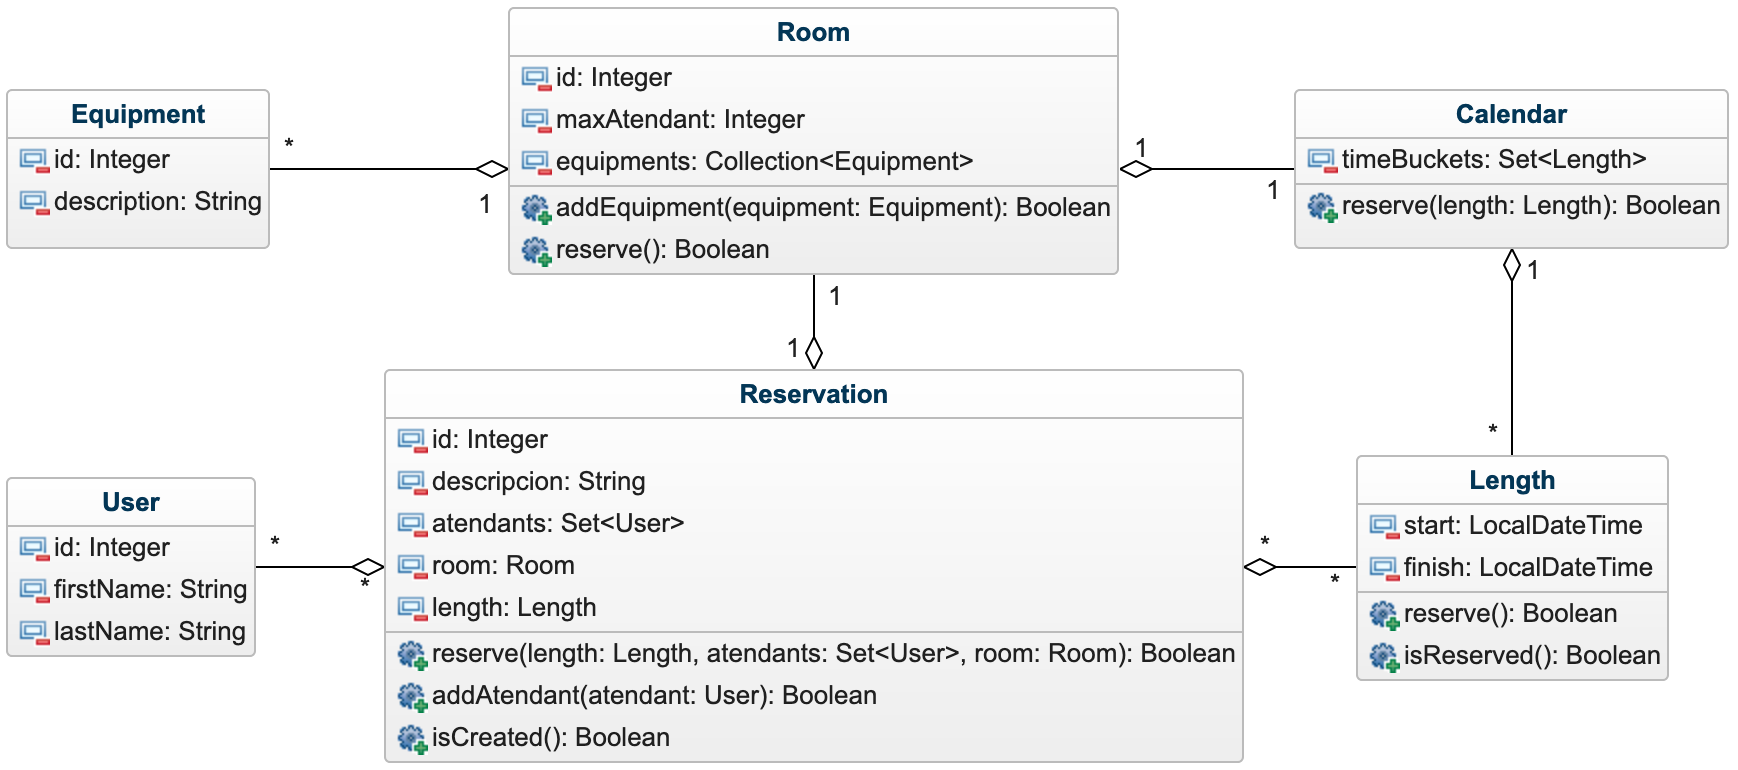 Room
id: Integer
maxAtendant: Integer
equipments: Collection<Equipment>
addEquipment(equipment: Equipment): Boolean
reserve(): Boolean
Equipment
id: Integer
description: String
*
1
1
1
Calendar
timeBuckets: Set<Length>
reserve(length: Length): Boolean
1
1
1
*
Reservation
id: Integer
descripcion: String
atendants: Set<User>
room: Room
length: Length
reserve(length: Length, atendants: Set<User>, room: Room): Boolean
addAtendant(atendant: User): Boolean
isCreated(): Boolean
User
id: Integer
firstName: String
lastName: String
*
*
*
*
Length
start: LocalDateTime
finish: LocalDateTime
reserve(): Boolean
isReserved(): Boolean